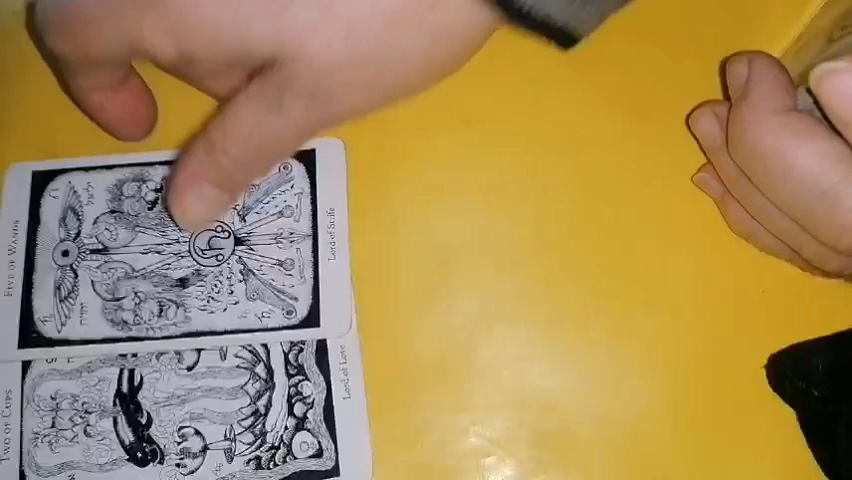 FIVE OF WANDS
LORD OF STRIFE
TWO OF CUPS
LORD OF LOVE